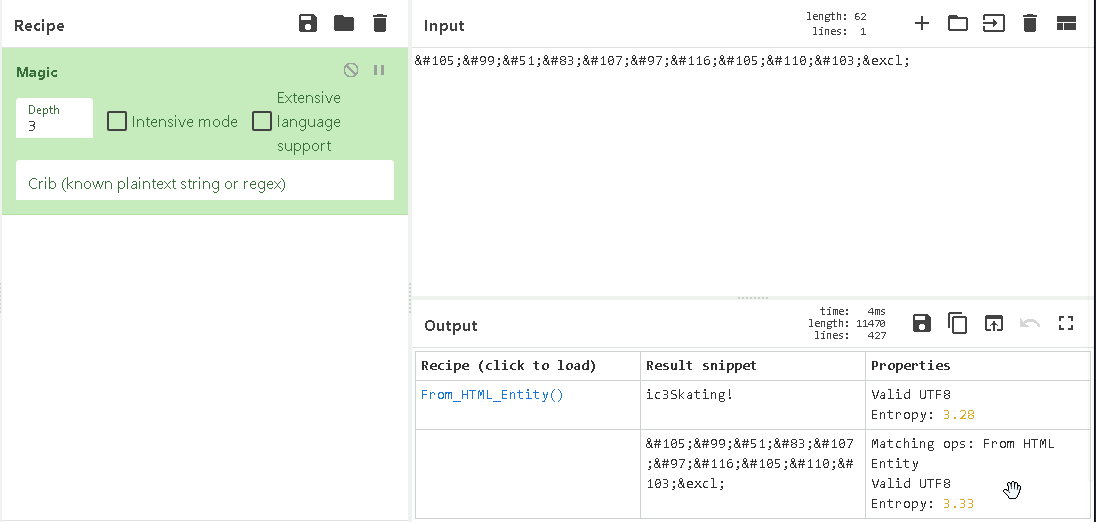 Recipe
Magic
Depth
3
Intensive mode
Extensive language support
Crib (known plaintext string or regex)
Input
length: 62
lines: 1
&#105;&#99;&#51;&#83;&#107;&#97;&#116;&#105;&#110;&#103;&excl;
Output
time: 4ms
length: 11470
lines: 427
Recipe (click to load) Result snippet Properties
From_HTML_Entity() ic3Skating! Valid UTF8
Entropy: 3.28
&#105;&#99;&#51;&#83;&#107
;&#97;&#116;&#105;&#110;&#
103;&excl;
Matching ops: From HTML
Entity
Valid UTF8
Entropy: 3.33